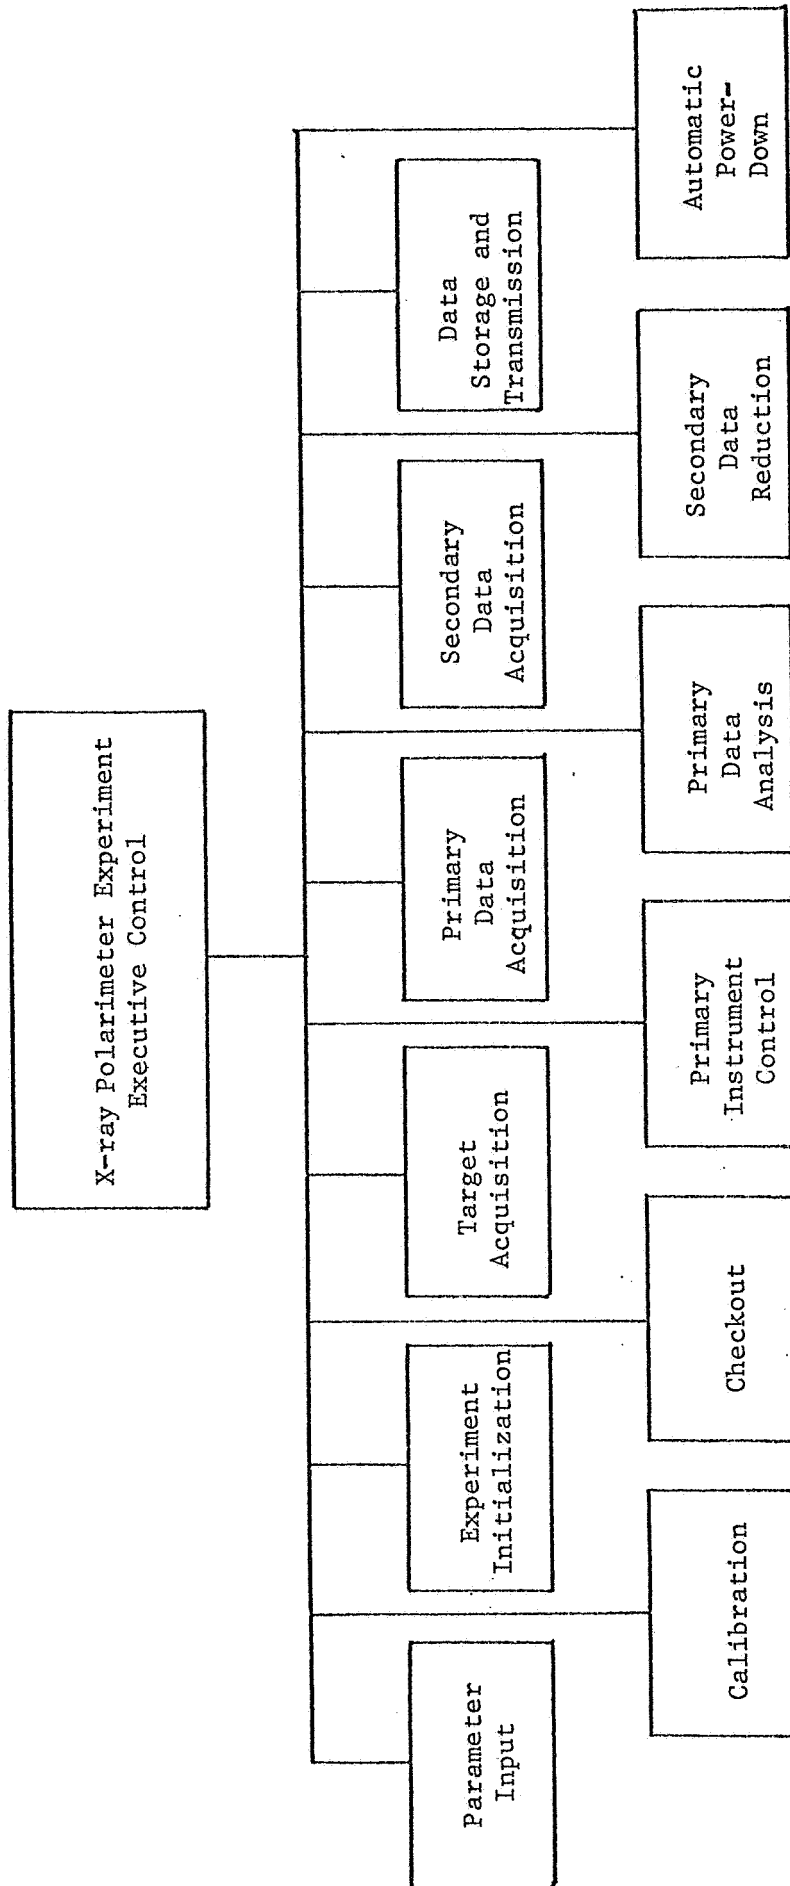 X-ray Polarimeter Experiment
Executive Control
Parameter
Input
Experiment
Initialization
Target
Acquisition
Primary
Data
Acquisition
Secondary
Data
Acquisition
Data
Storage and
Transmission
Calibration
Checkout
Primary
Instrument
Control
Primary
Data
Analysis
Secondary
Data
Reduction
Automatic
Power-
Down